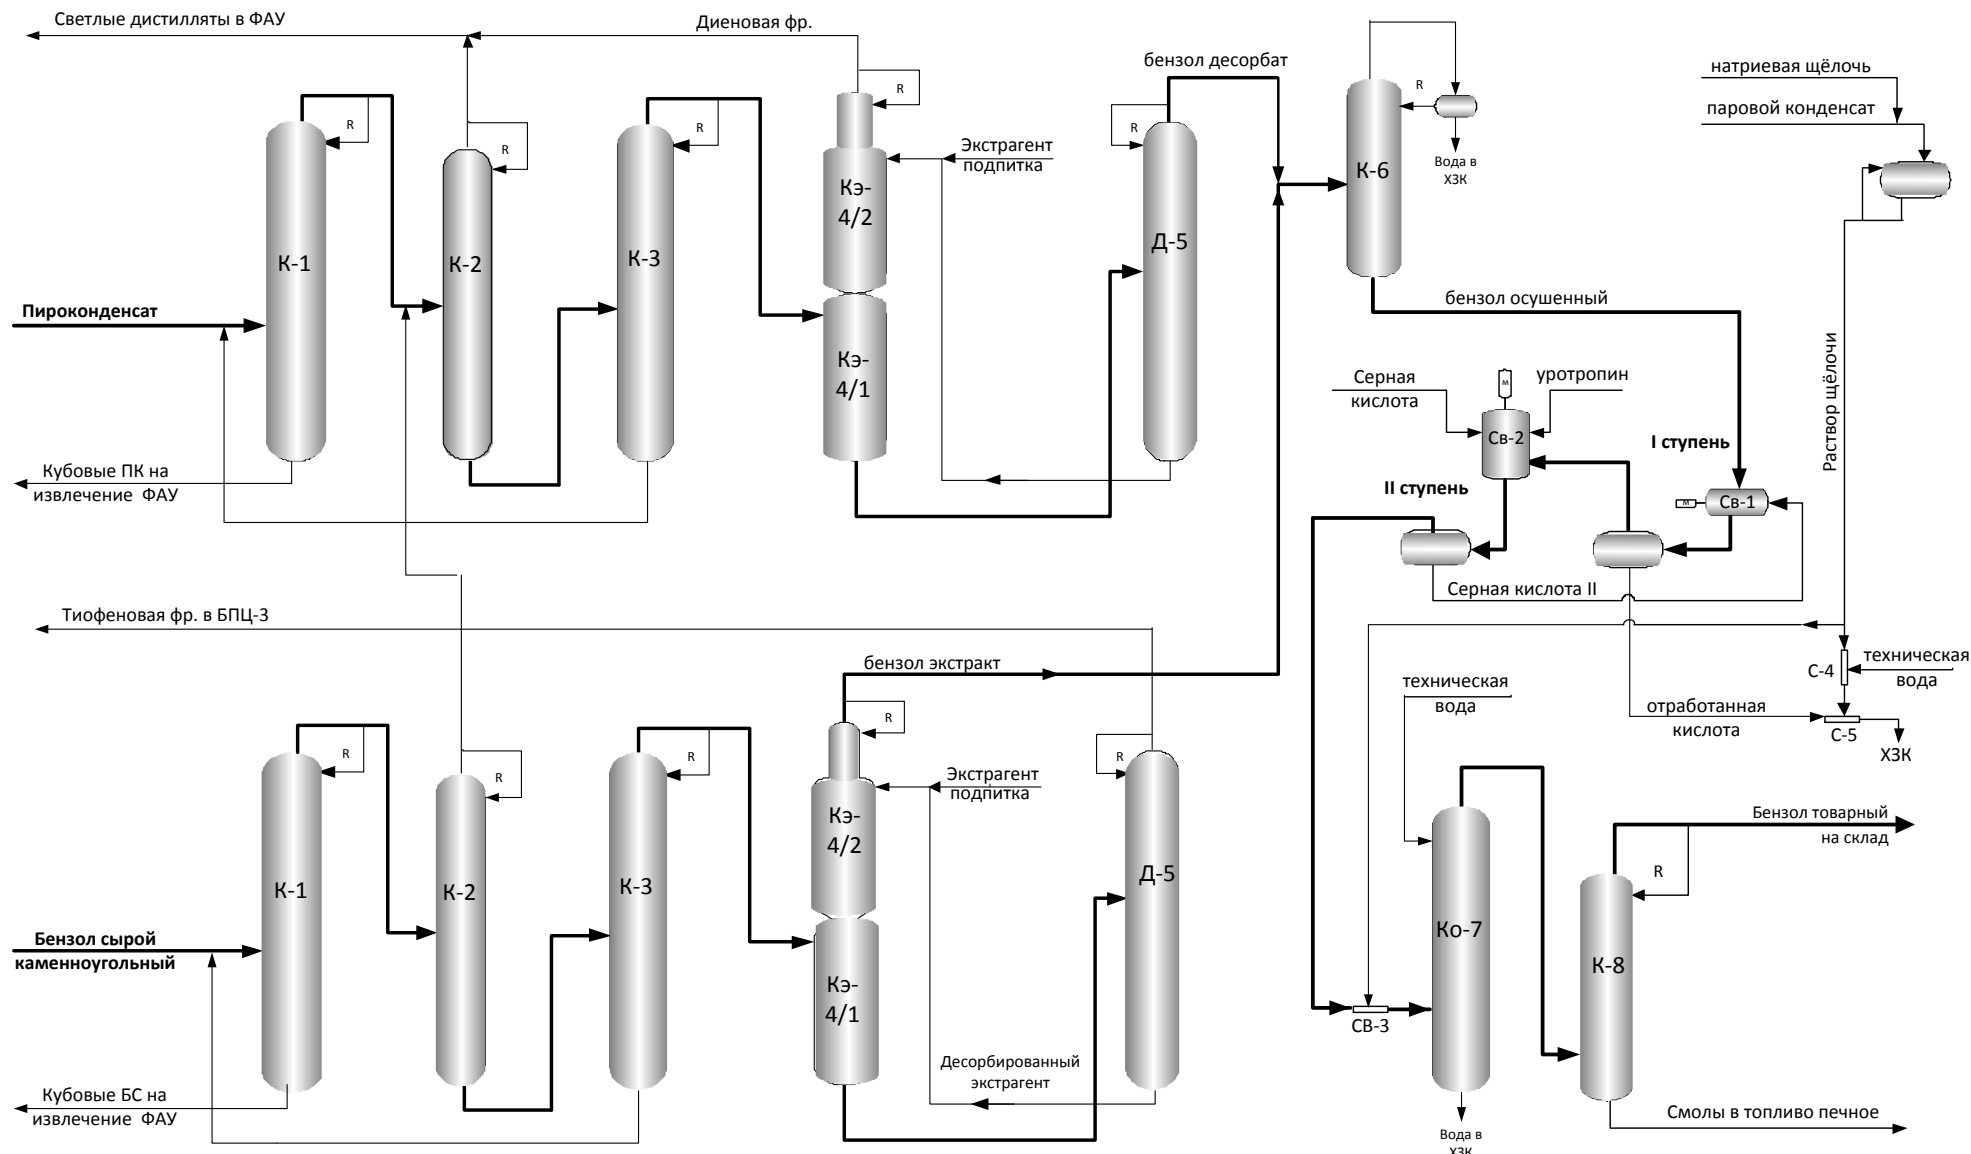 Светлые дистилляты в ФАУ
Диеновая фр.
бензол десорбат
натриевая щёлочь
паровой конденсат
R
R
R
R
R
R
Экстрагент
подпитка
Вода в
ХЗК
К-1
К-2
К-3
Кэ-
4/2
Кэ-
4/1
Д-5
К-6
Пироконденсат
бензол осушенный
Раствор щёлочи
Серная
кислота
уротропин
м
Св-2
I ступень
II ступень
Св-1
м
Кубовые ПК на
извлечение ФАУ
Серная кислота II
Тиофеновая фр. в БПЦ-3
бензол экстракт
техническая
вода
С-4
техническая
вода
отработанная
кислота
С-5
ХЗК
R
R
R
R
R
Экстрагент
подпитка
К-1
К-2
К-3
Кэ-
4/2
Кэ-
4/1
Д-5
Бензол товарный
на склад
R
Ко-7
К-8
Бензол сырой
каменноугольный
СВ-3
Десорбированный
экстрагент
Кубовые БС на
извлечение ФАУ
Смолы в топливо печное
Вода в
ХЗК